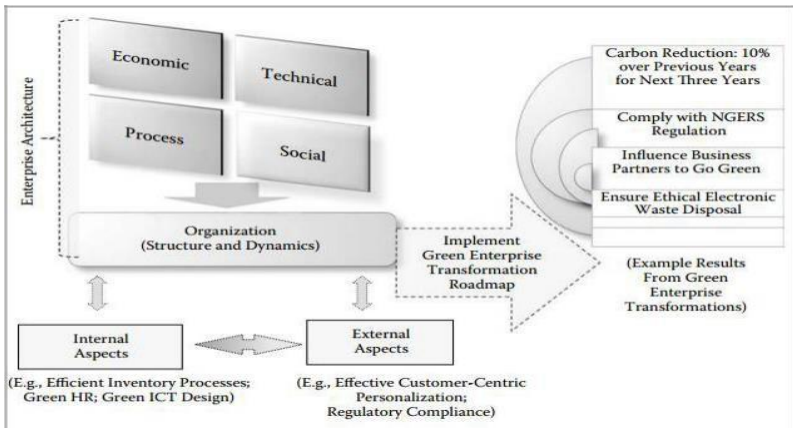 Enterprise Architecture
Economic
Technical
Process
Social
Organization
(Structure and Dynamics)
Implement
Green Enterprise
Transformation
Roadmap
Carbon Reduction: 10%
over Previous Years
for Next Three Years
Comply with NGERS
Regulation
Influence Business
Partners to Go Green
Ensure Ethical Electronic
Waste Disposal
(Example Results
From Green
Enterprise
Transformations)
Internal
Aspects
External
Aspects
(E.g., Efficient Inventory Processes;
Green HR; Green ICT Design)
(E.g., Effective Customer-Centric
Personalization;
Regulatory Compliance)